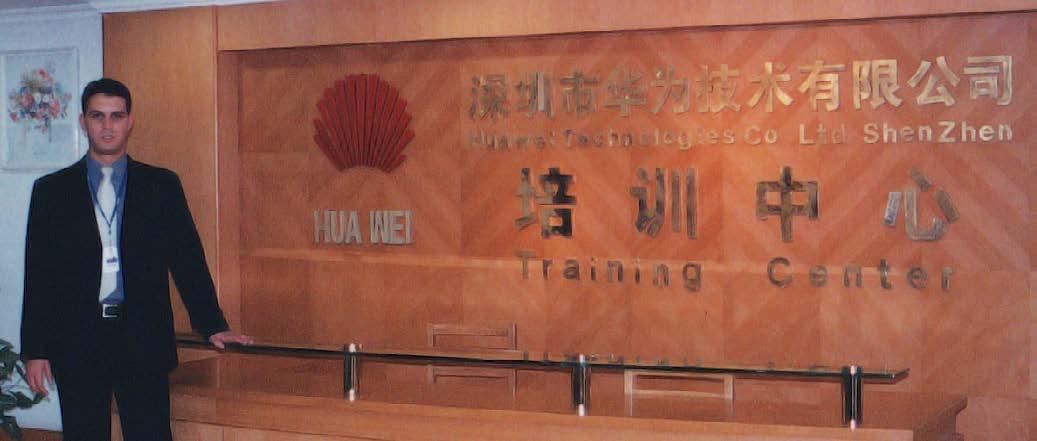 HUA WEI
深圳市华为技术有限公司
Huawei Technologies Co Ltd ShenZhen
培训中心
Training Center